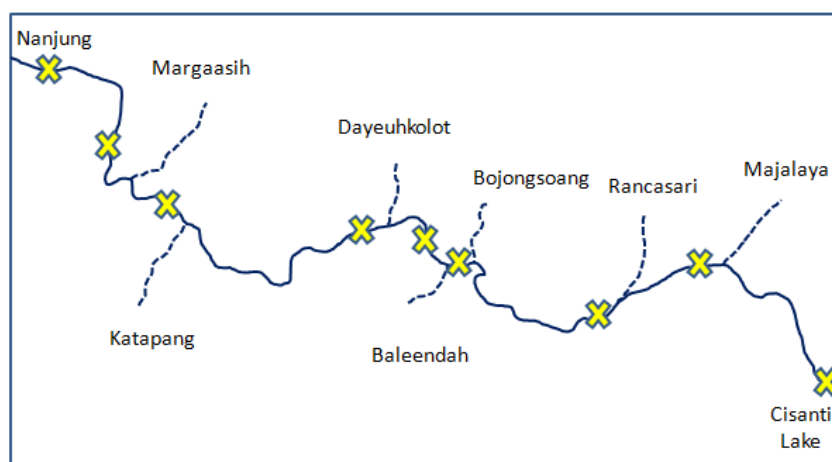 Nanjung
Margaasih
Dayeuhkolot
Bojongsoang
Rancasari
Majalaya
Katapang
Baleendah
Cisanti
Lake